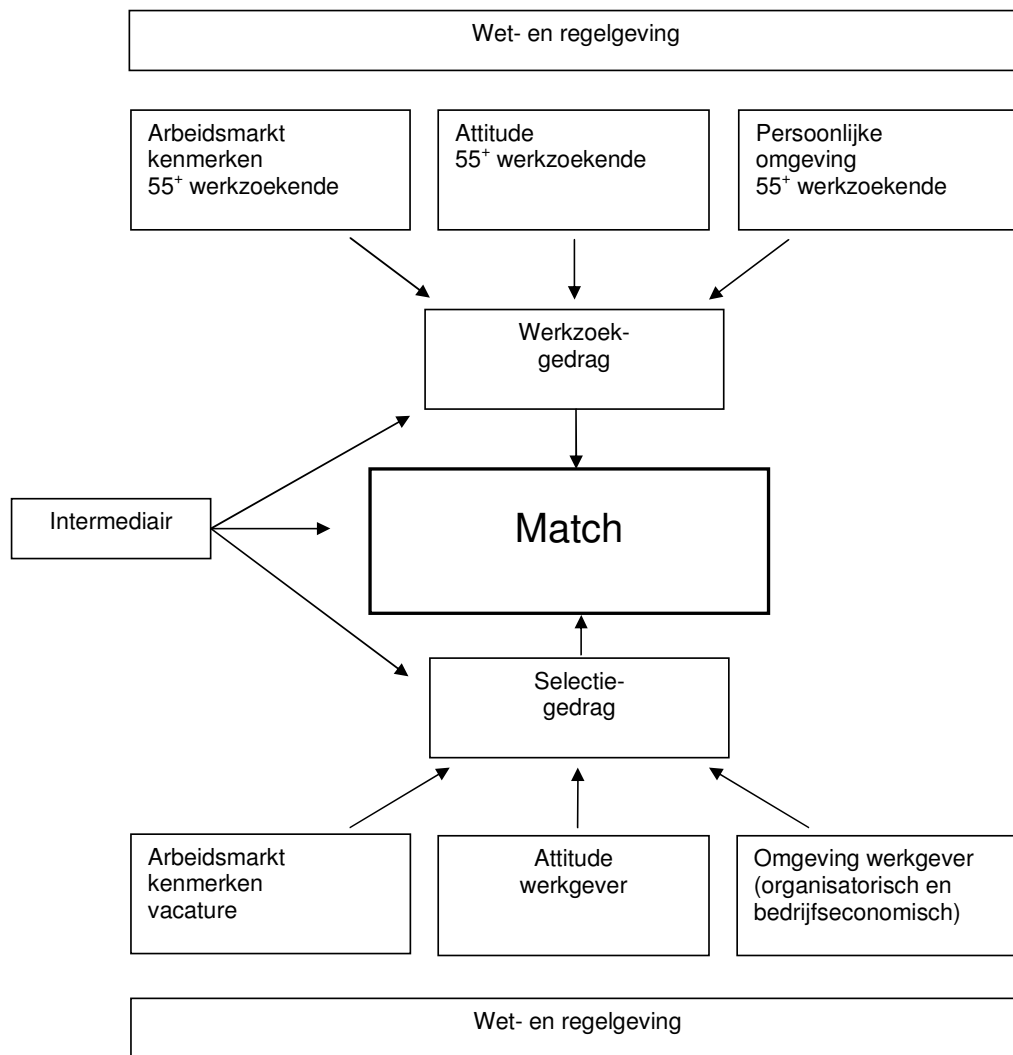 Wet- en regelgeving
Arbeidsmarkt
kenmerken
55⁺ werkzoekende
Attitude
55⁺ werkzoekende
Persoonlijke
omgeving
55⁺ werkzoekende
Werkzoek-
gedrag
Intermediair
Match
Selectie-
gedrag
Arbeidsmarkt
kenmerken
vacature
Attitude
werkgever
Omgeving werkgever
(organisatorisch en
bedrijfseconomisch)
Wet- en regelgeving